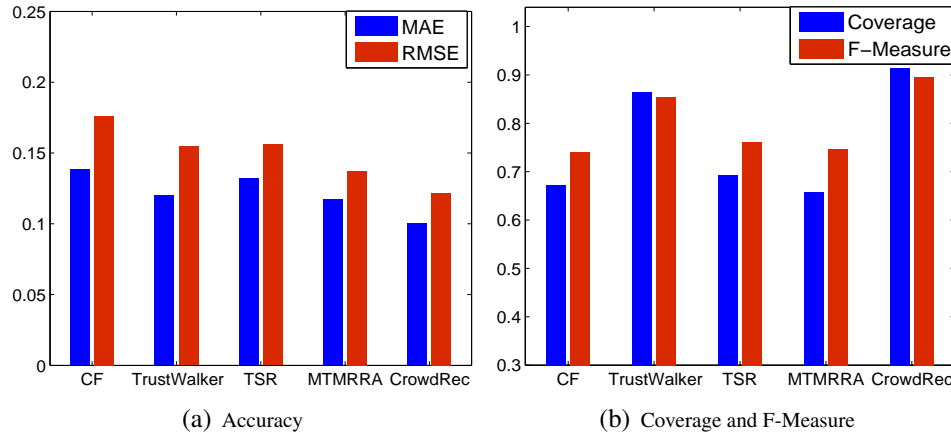 0.25
0.2
0.15
0.1
0.05
0
MAE
RMSE
CF
TrustWalker
TSR
MTMRRA
CrowdRec
(a) Accuracy
1
0.9
0.8
0.7
0.6
0.5
0.4
0.3
Coverage
F−Measure
CF
TrustWalker
TSR
MTMRRA
CrowdRec
(b) Coverage and F-Measure